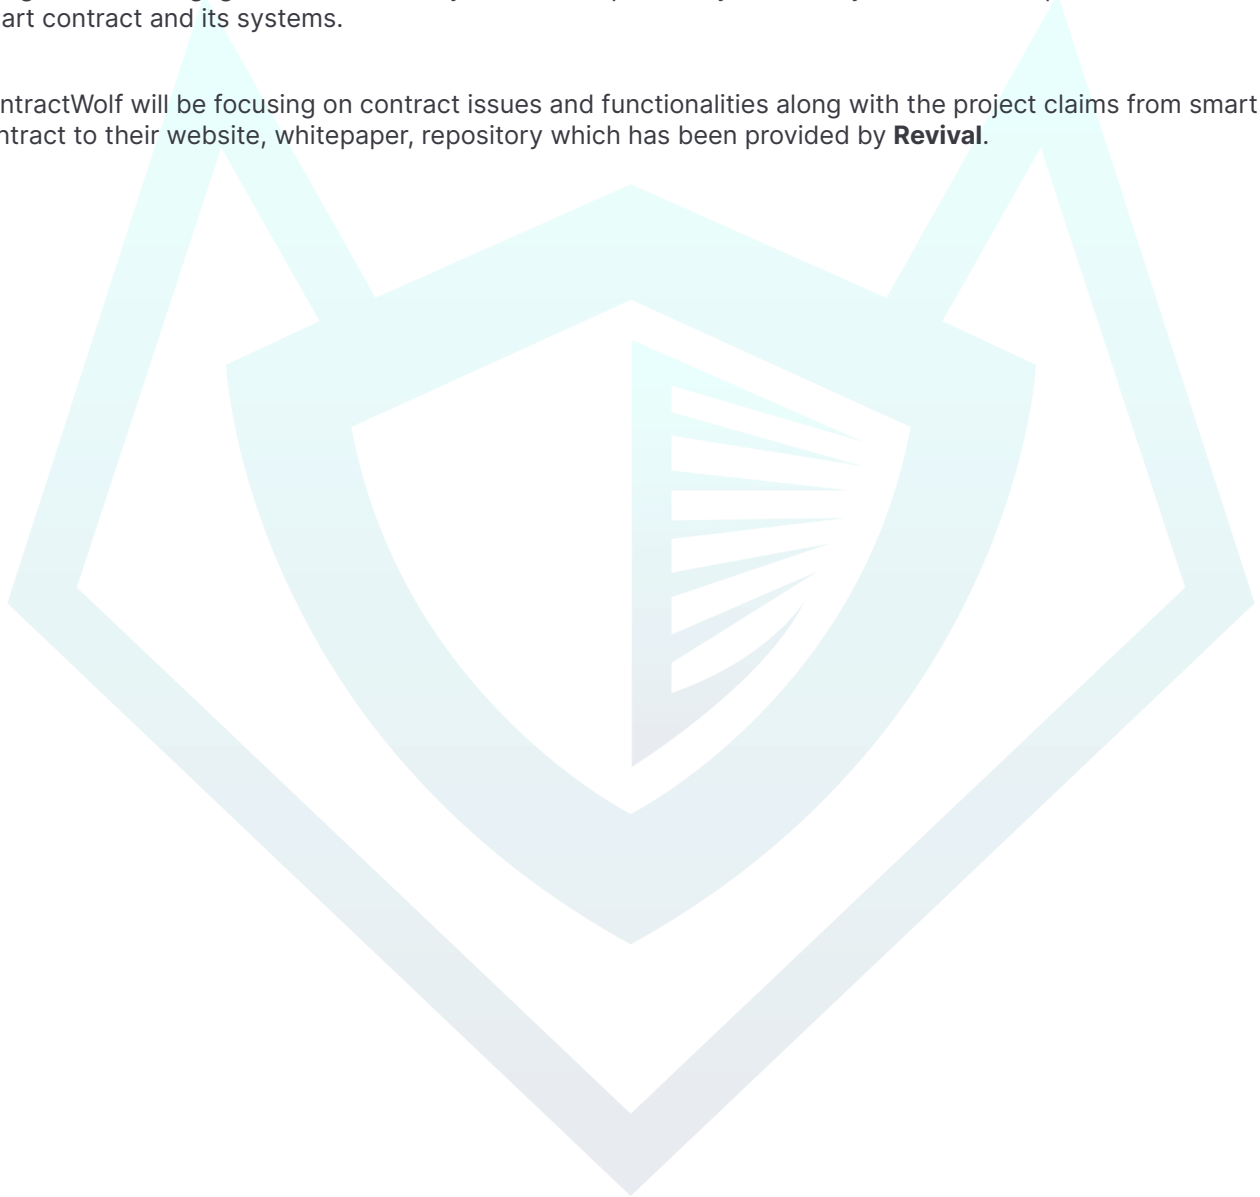 art contract and its systems.
ntractWolf will be focusing on contract issues and functionalities along with the project claims from smart
ntract to their website, whitepaper, repository which has been provided by Revival.